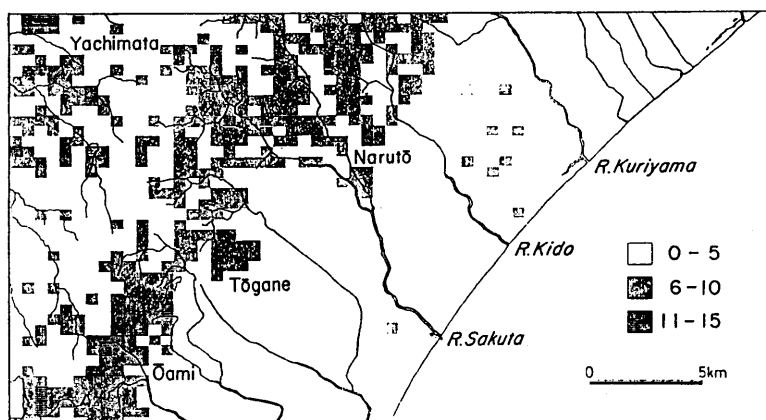 Yachimata
Narutō
R.Kuriyama
R.Kido
Tōgane
R.Sakuta
Ōami
0 - 5
6 - 10
11 - 15
0 5km